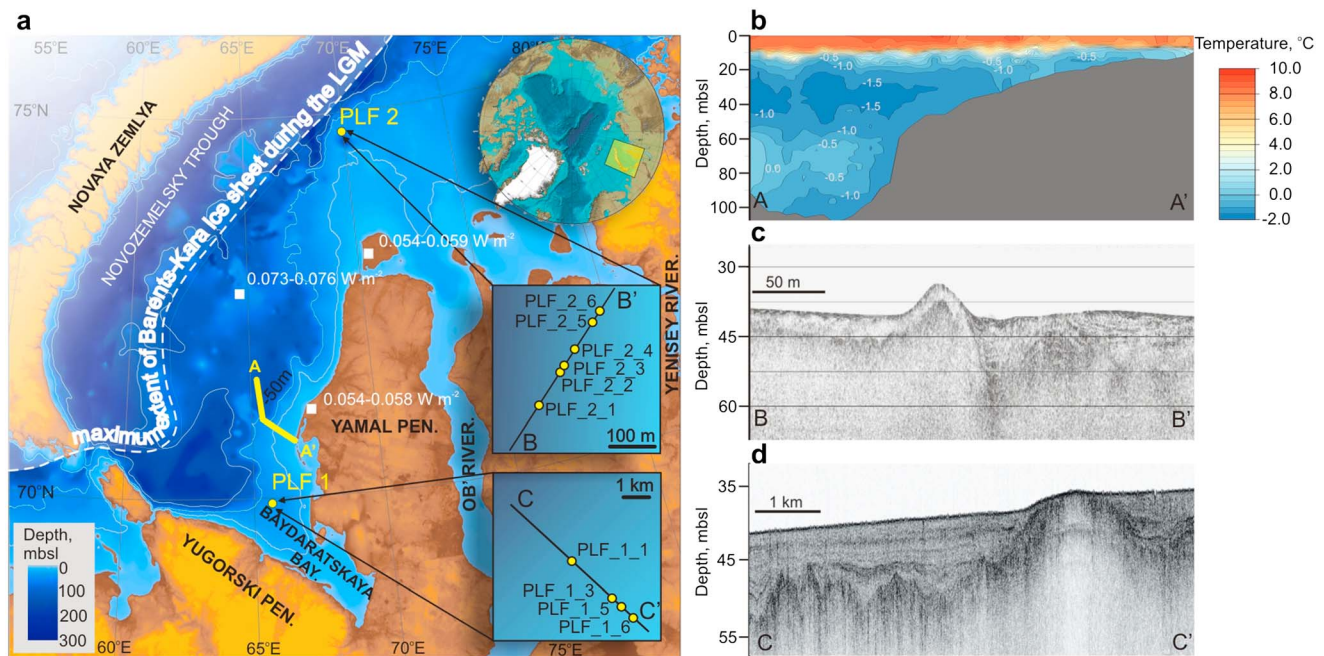 a
55°E
60°E
65°E
70°E
75°E
80°E
75°N
NOVAYA ZEMLYA
NOVOZEMELSKY TROUGH
maximum extent of Barents-Kara Ice sheet during the LGM
PLF 2
0.054-0.059 W m-2
0.073-0.076 W m-2
0.054-0.058 W m-2
A
-50m
A'
YAMAL PEN.
OB' RIVER.
YENISEY RIVER.
PLF 1
70°N
BAYDARATSKAYA
BAY.
YUGORSKI PEN.
Depth,
mbsl
0
100
200
300
60°E
65°E
70°E
75°E
PLF_2_6
B'
PLF_2_5
PLF_2_4
PLF_2_3
PLF_2_2
PLF_2_1
B
100 m
1 km
C
PLF_1_1
PLF_1_3
C'
PLF_1_5
PLF_1_6
b
Depth, mbsl
0
20
40
60
80
100
-0.5
-1.0
-0.5
-1.0
-0.5
-1.0
-1.5
-1.5
-1.0
-1.0
-0.5
0.6
-0.5
-1.0
A
A'
Temperature, °C
10.0
8.0
6.0
4.0
2.0
0.0
-2.0
c
Depth, mbsl
30
45
60
50 m
B
B'
d
Depth, mbsl
35
45
55
1 km
C
C'